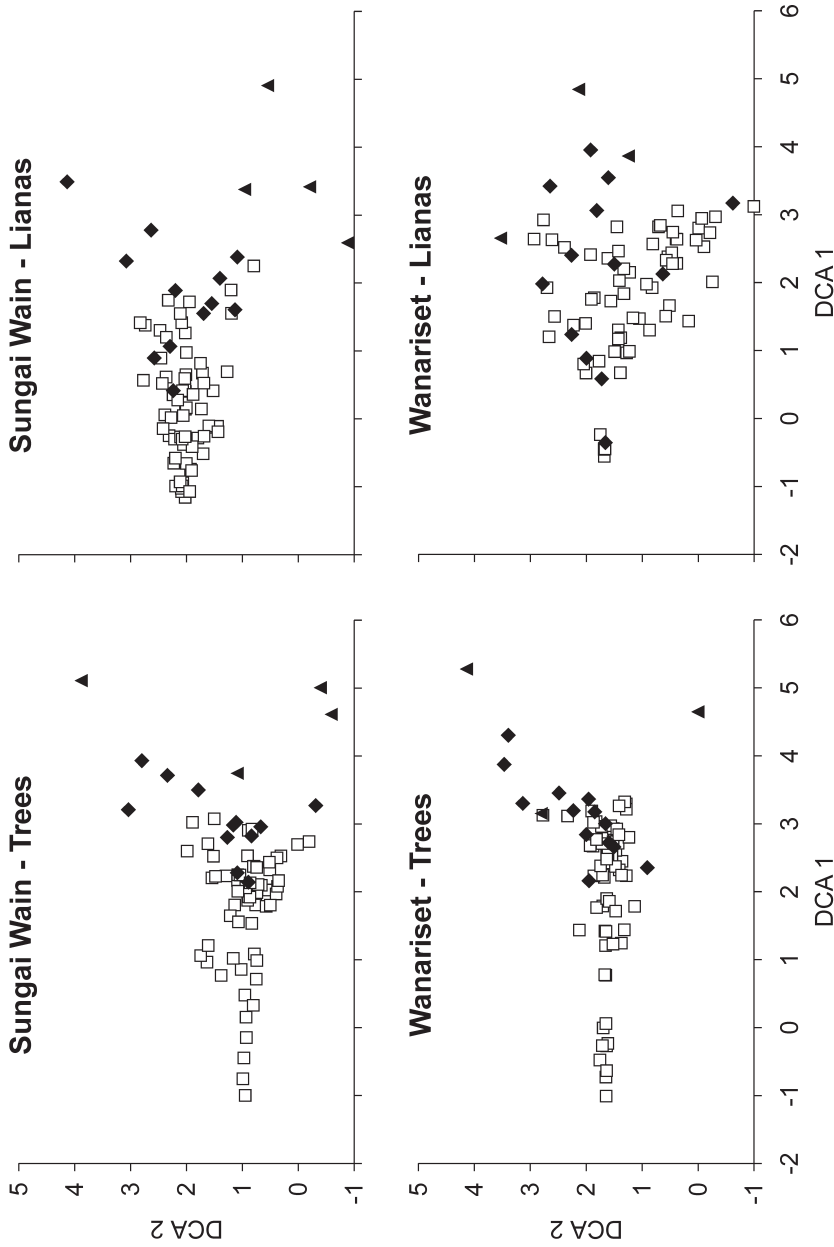 Sungai Wain - Trees
Sungai Wain - Lianas
5
4
3
2
1
0
-1
DCA 2
Wanariset - Trees
Wanariset - Lianas
5
4
3
2
1
0
-1
DCA 2
-2 -1 0 1 2 3 4 5 6
-2 -1 0 1 2 3 4 5 6
DCA 1
DCA 1